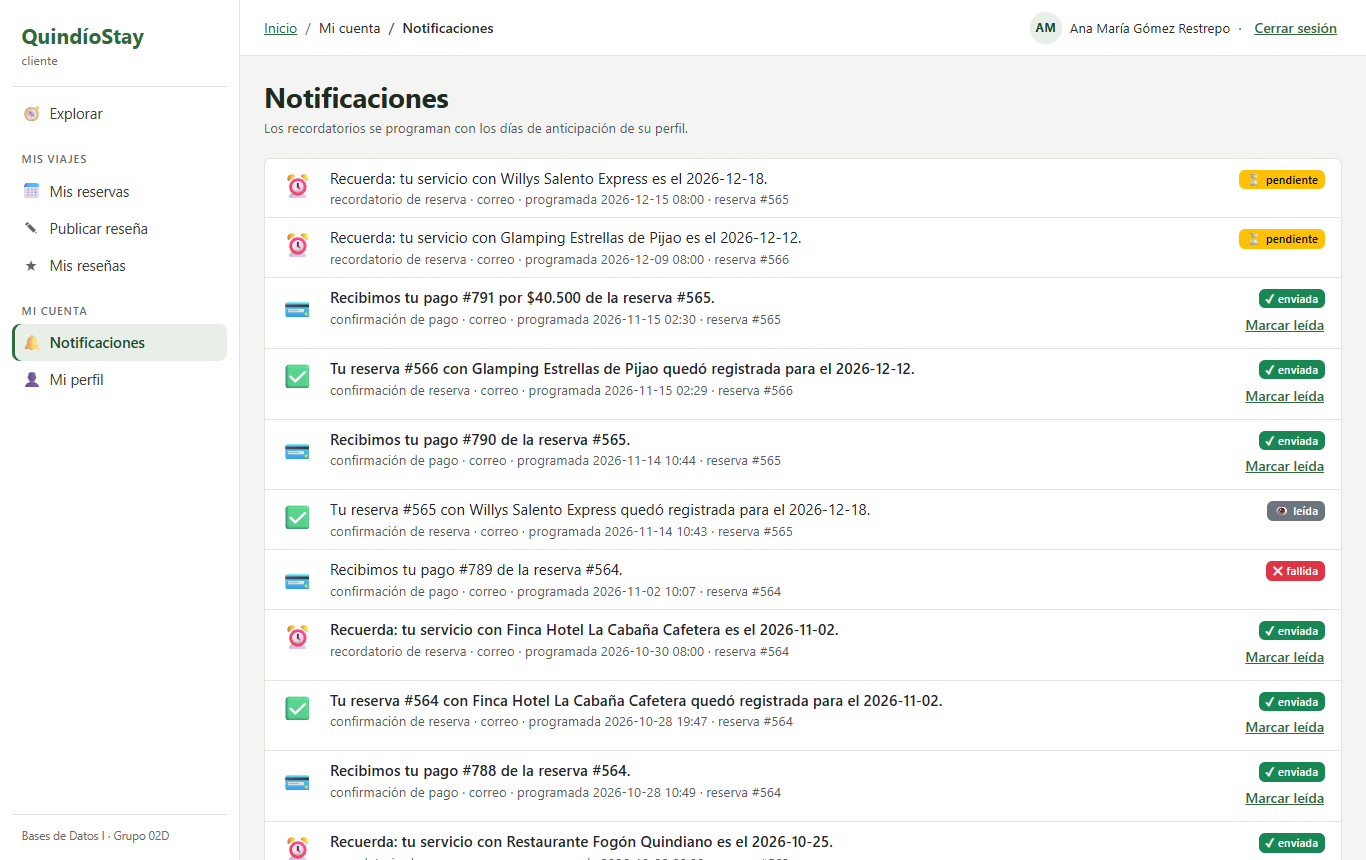 QuindíoStay
cliente
Explorar
MIS VIAJES
Mis reservas
Publicar reseña
Mis reseñas
MI CUENTA
Notificaciones
Mi perfil
Bases de Datos I · Grupo 02D
Inicio / Mi cuenta / Notificaciones
AM Ana María Gómez Restrepo · Cerrar sesión
Notificaciones
Los recordatorios se programan con los días de anticipación de su perfil.
Recuerda: tu servicio con Willys Salento Express es el 2026-12-18.
pendiente
recordatorio de reserva · correo · programada 2026-12-15 08:00 · reserva #565
Recuerda: tu servicio con Glamping Estrellas de Pijao es el 2026-12-12.
pendiente
recordatorio de reserva · correo · programada 2026-12-09 08:00 · reserva #566
Recibimos tu pago #791 por $40.500 de la reserva #565.
✓ enviada
confirmación de pago · correo · programada 2026-11-15 02:30 · reserva #565
Marcar leída
Tu reserva #566 con Glamping Estrellas de Pijao quedó registrada para el 2026-12-12.
✓ enviada
confirmación de reserva · correo · programada 2026-11-15 02:29 · reserva #566
Marcar leída
Recibimos tu pago #790 de la reserva #565.
✓ enviada
confirmación de pago · correo · programada 2026-11-14 10:44 · reserva #565
Marcar leída
Tu reserva #565 con Willys Salento Express quedó registrada para el 2026-12-18.
leída
confirmación de reserva · correo · programada 2026-11-14 10:43 · reserva #565
Recibimos tu pago #789 de la reserva #564.
✕ fallida
confirmación de pago · correo · programada 2026-11-02 10:07 · reserva #564
Recuerda: tu servicio con Finca Hotel La Cabaña Cafetera es el 2026-11-02.
✓ enviada
recordatorio de reserva · correo · programada 2026-10-30 08:00 · reserva #564
Marcar leída
Tu reserva #564 con Finca Hotel La Cabaña Cafetera quedó registrada para el 2026-11-02.
✓ enviada
confirmación de reserva · correo · programada 2026-10-28 19:47 · reserva #564
Marcar leída
Recibimos tu pago #788 de la reserva #564.
✓ enviada
confirmación de pago · correo · programada 2026-10-28 10:49 · reserva #564
Marcar leída
Recuerda: tu servicio con Restaurante Fogón Quindiano es el 2026-10-25.
✓ enviada